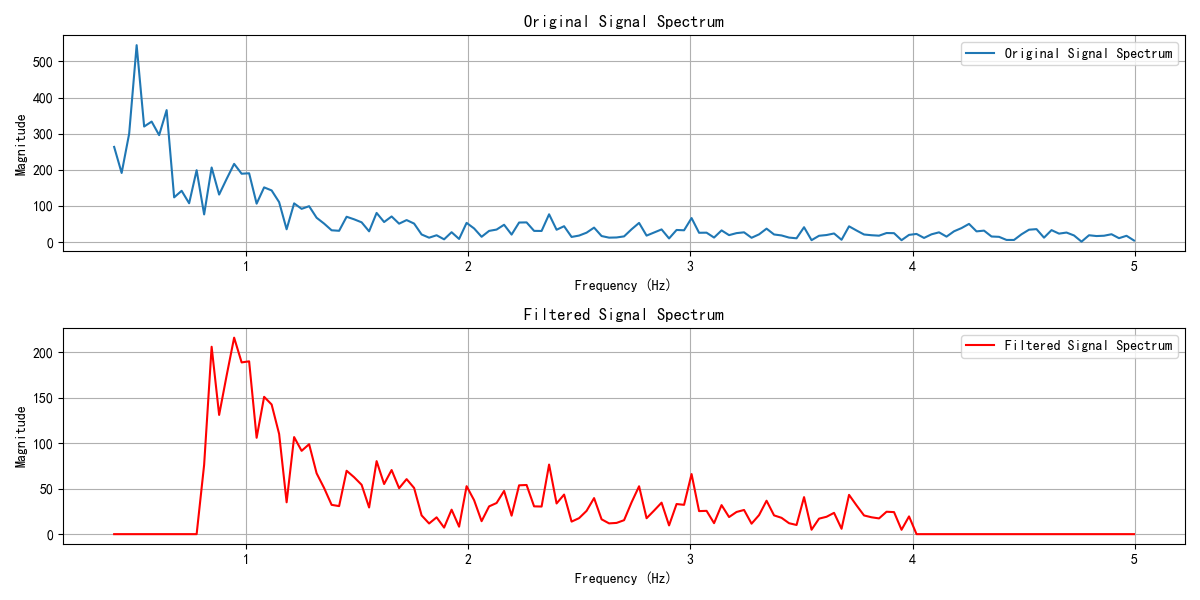 Original Signal Spectrum
Original Signal Spectrum
Magnitude
500
400
300
200
100
0
1 2 3 4 5
Frequency (Hz)
Filtered Signal Spectrum
Filtered Signal Spectrum
Magnitude
200
150
100
50
0
1 2 3 4 5
Frequency (Hz)